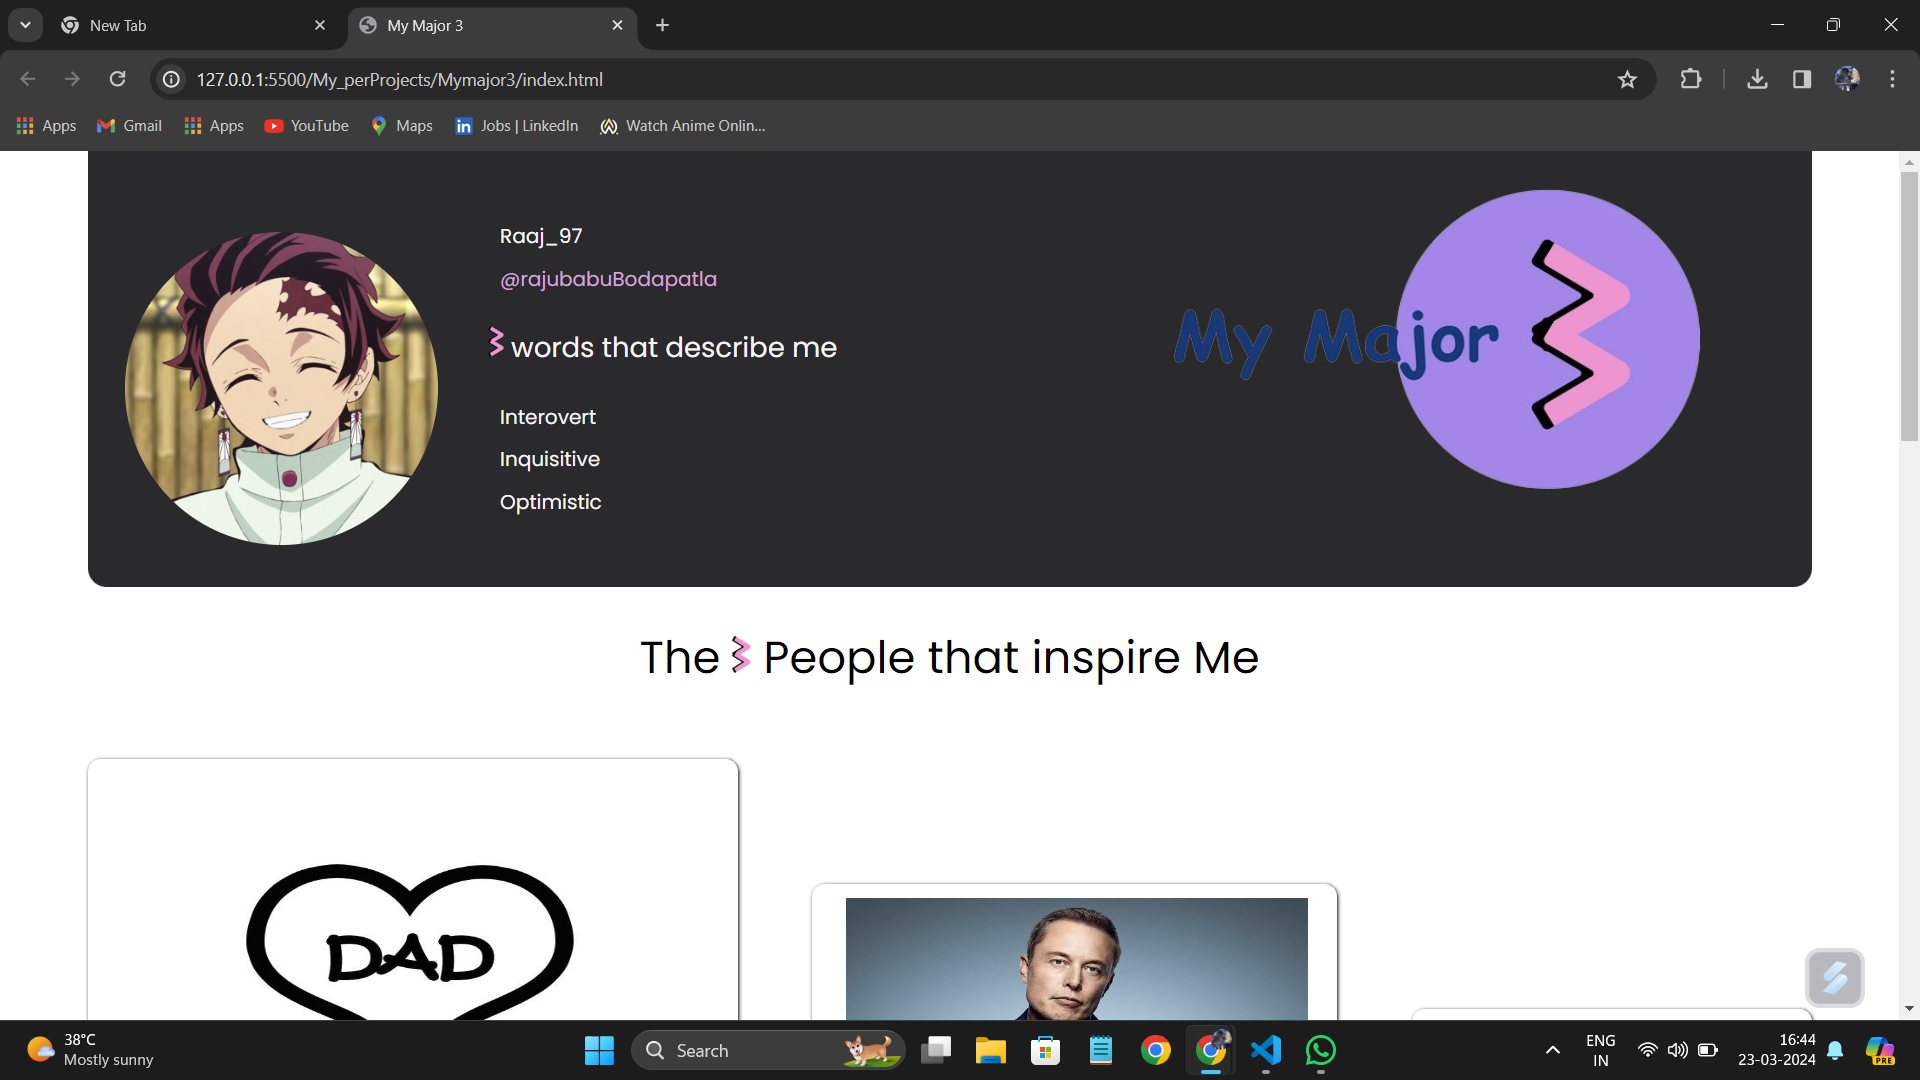 New Tab
My Major 3
127.0.0.1:5500/My_perProjects/Mymajor3/index.html
Apps Gmail Apps YouTube Maps Jobs | LinkedIn Watch Anime Onlin...
Raaj_97
@rajubabuBodapatla
3 words that describe me
Interovert
Inquisitive
Optimistic
My Major 3
The 3 People that inspire Me
DAD
38°C
Mostly sunny
Search
ENG
IN
16:44
23-03-2024
PRE